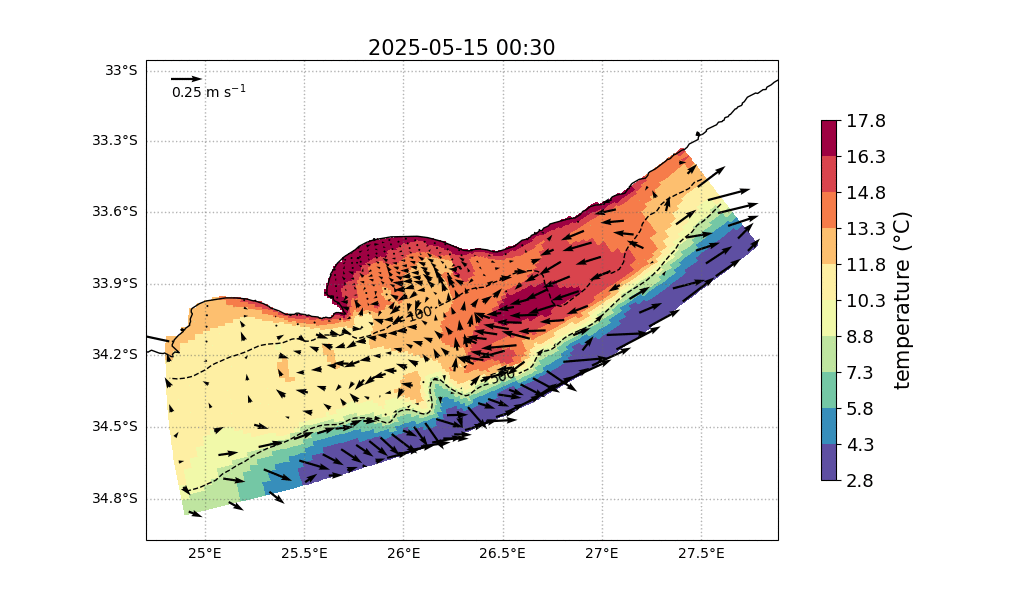 2025-05-15 00:30
0.25 m s⁻¹
33°S
33.3°S
33.6°S
33.9°S
34.2°S
34.5°S
34.8°S
25°E
25.5°E
26°E
26.5°E
27°E
27.5°E
100
500
17.8
16.3
14.8
13.3
11.8
10.3
8.8
7.3
5.8
4.3
2.8
temperature (°C)